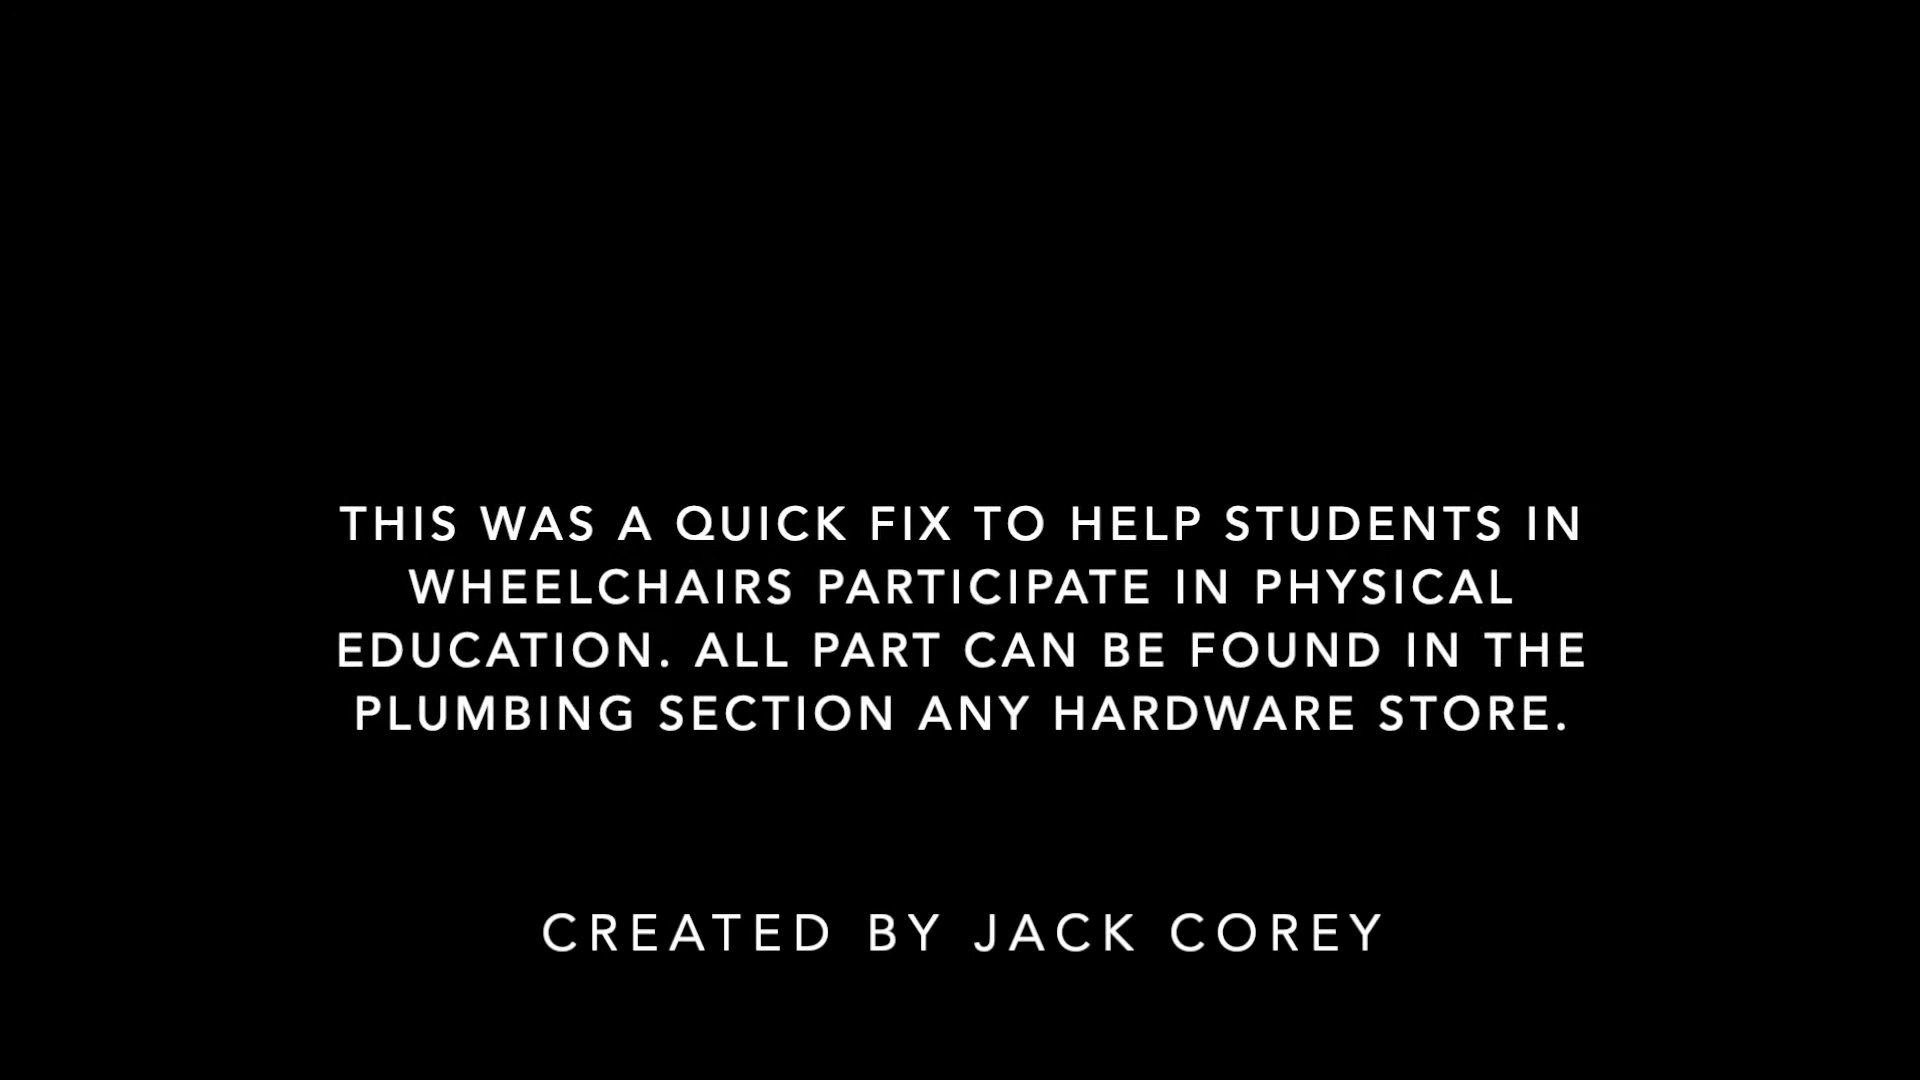 THIS WAS A QUICK FIX TO HELP STUDENTS IN
WHEELCHAIRS PARTICIPATE IN PHYSICAL
EDUCATION. ALL PART CAN BE FOUND IN THE
PLUMBING SECTION ANY HARDWARE STORE.
CREATED BY JACK COREY